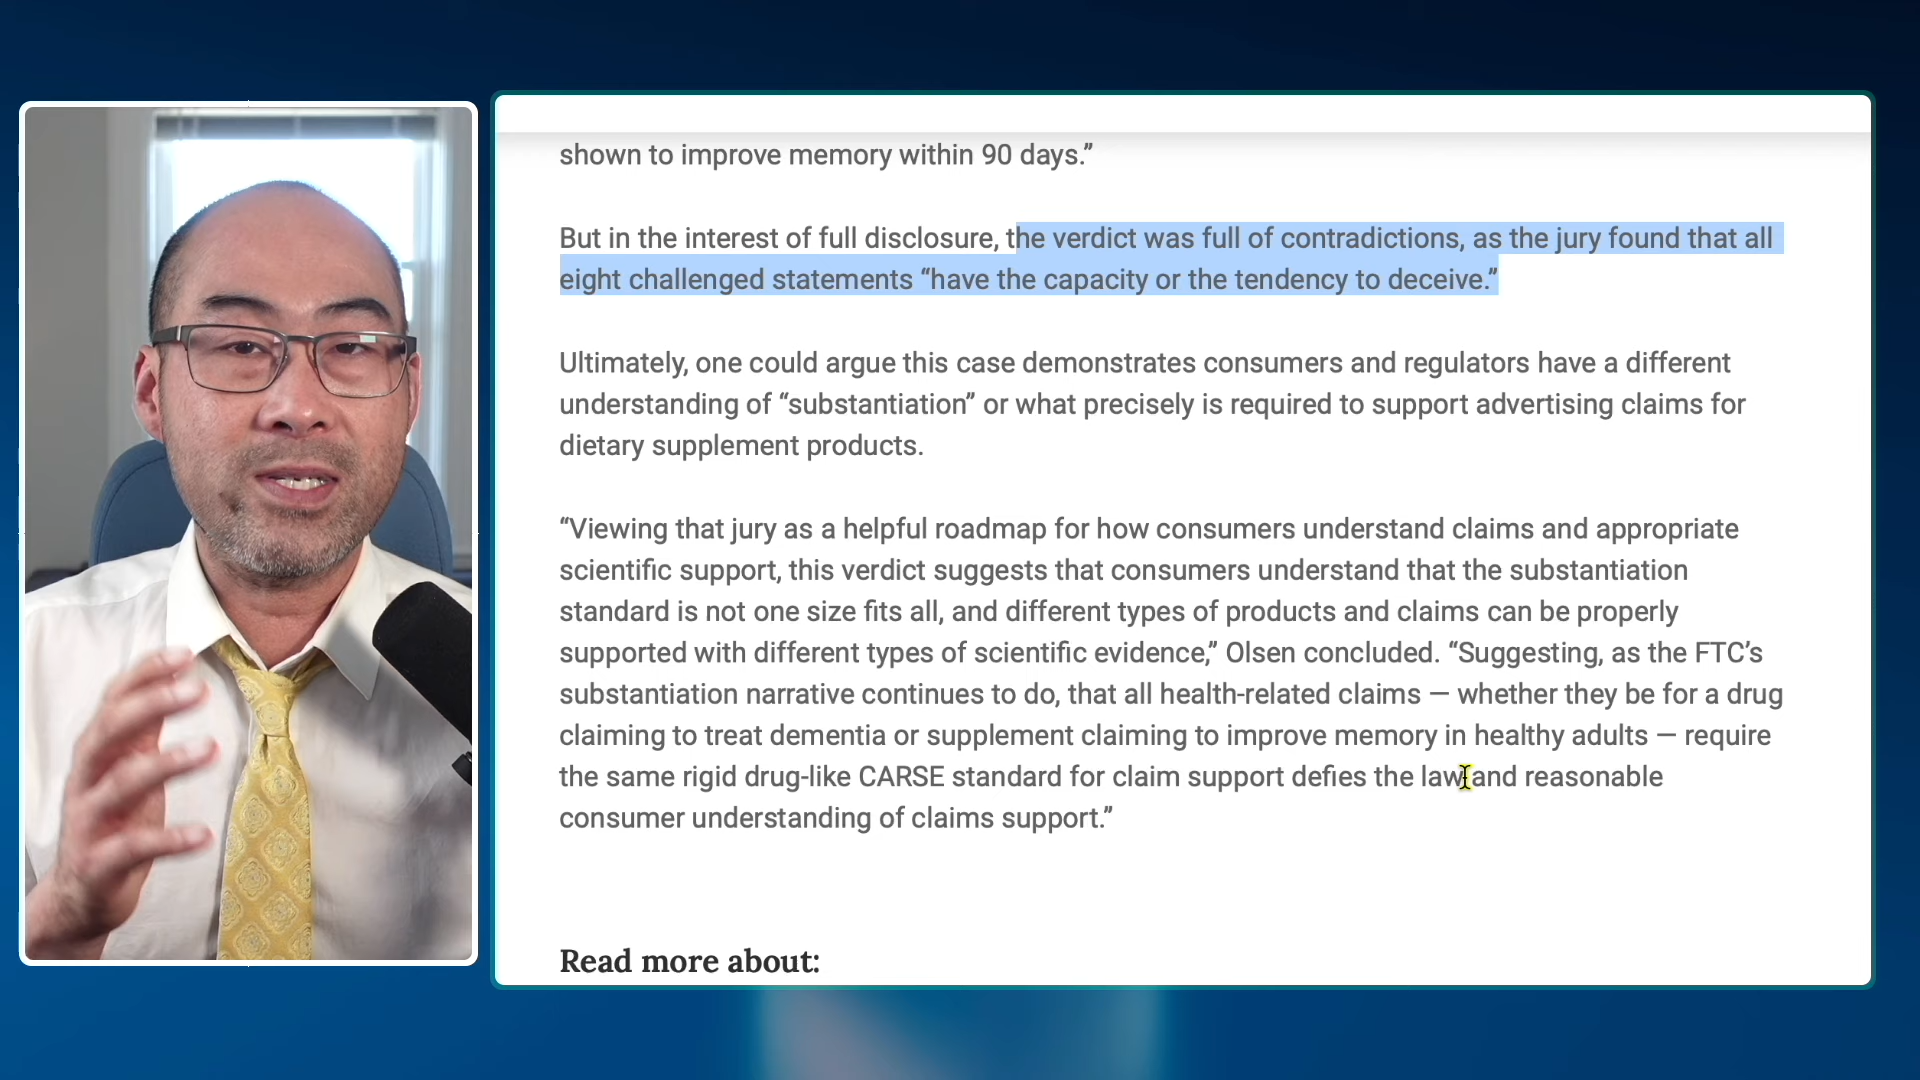 shown to improve memory within 90 days.”
But in the interest of full disclosure, the verdict was full of contradictions, as the jury found that all
eight challenged statements “have the capacity or the tendency to deceive.”
Ultimately, one could argue this case demonstrates consumers and regulators have a different
understanding of “substantiation” or what precisely is required to support advertising claims for
dietary supplement products.
“Viewing that jury as a helpful roadmap for how consumers understand claims and appropriate
scientific support, this verdict suggests that consumers understand that the substantiation
standard is not one size fits all, and different types of products and claims can be properly
supported with different types of scientific evidence,” Olsen concluded. “Suggesting, as the FTC’s
substantiation narrative continues to do, that all health-related claims — whether they be for a drug
claiming to treat dementia or supplement claiming to improve memory in healthy adults — require
the same rigid drug-like CARSE standard for claim support defies the law and reasonable
consumer understanding of claims support.”
Read more about: